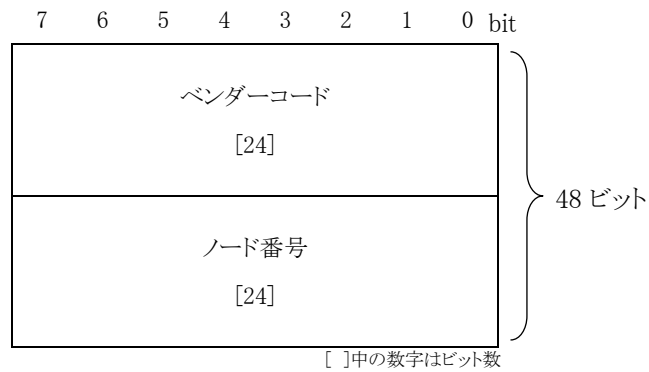 7 6 5 4 3 2 1 0 bit
ベンダーコード
[24]
48 ビット
ノード番号
[24]
[ ]中の数字はビット数